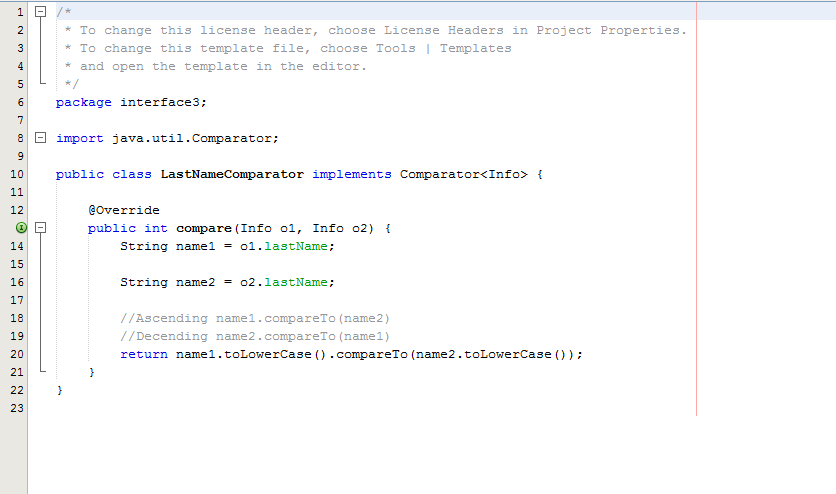 1 /*
2 * To change this license header, choose License Headers in Project Properties.
3 * To change this template file, choose Tools | Templates
4 * and open the template in the editor.
5 */
6 package interface3;
7
8 import java.util.Comparator;
9
10 public class LastNameComparator implements Comparator<Info> {
11
12 @Override
public int compare(Info o1, Info o2) {
14 String name1 = o1.lastName;
15
16 String name2 = o2.lastName;
17
18 //Ascending name1.compareTo(name2)
19 //Decending name2.compareTo(name1)
20 return name1.toLowerCase().compareTo(name2.toLowerCase());
21 }
22 }
23